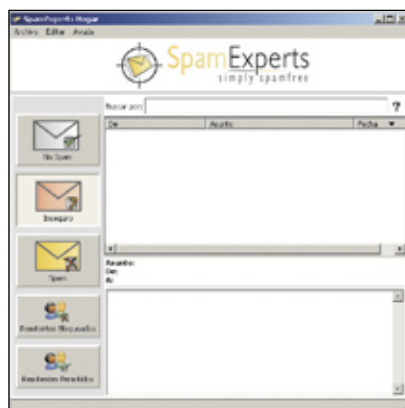 SpamExperts Hogar
Archivo Editar Ayuda
SpamExperts
simply spamfree
Buscar por:
?
De Asunto Fecha
No Spam
Inseguro
Spam
Asunto:
De:
A:
Remitentes Bloqueados
Remitentes Permitidos